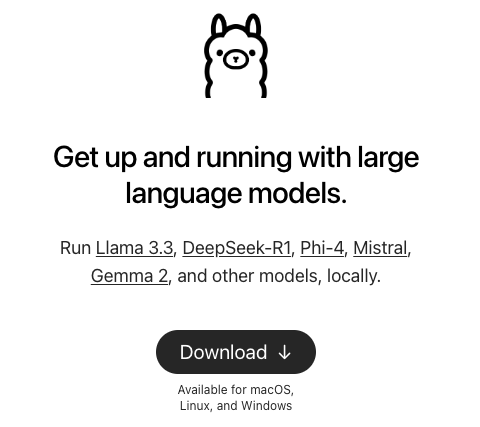 Get up and running with large
language models.
Run Llama 3.3, DeepSeek-R1, Phi-4, Mistral,
Gemma 2, and other models, locally.
Download ↓
Available for macOS,
Linux, and Windows